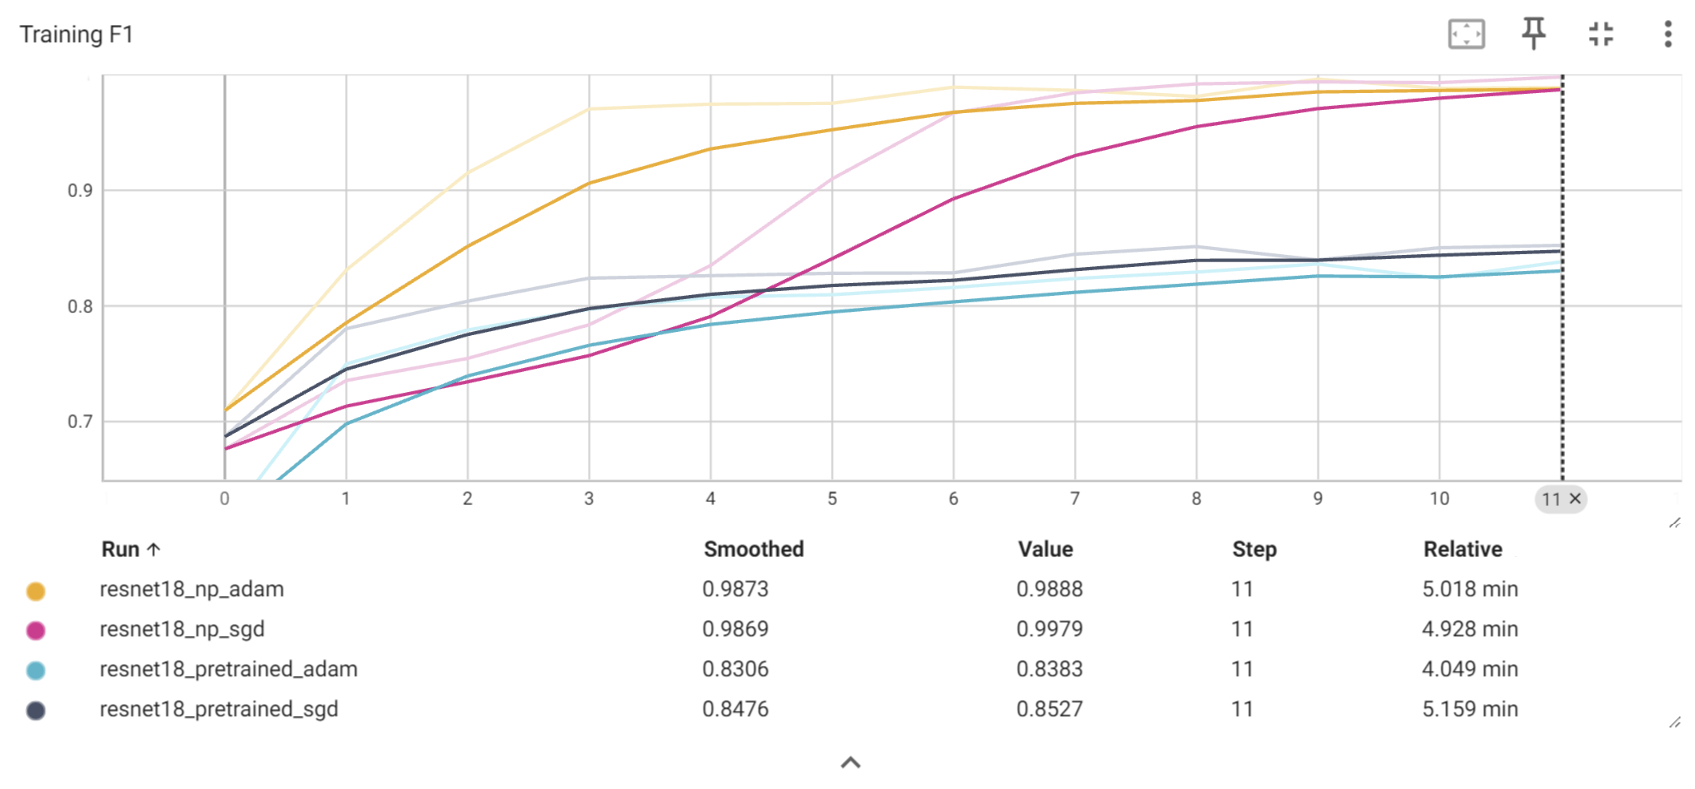 Training F1
0.9
0.8
0.7
0 1 2 3 4 5 6 7 8 9 10 11 ✕
Run ↑ Smoothed Value Step Relative
resnet18_np_adam 0.9873 0.9888 11 5.018 min
resnet18_np_sgd 0.9869 0.9979 11 4.928 min
resnet18_pretrained_adam 0.8306 0.8383 11 4.049 min
resnet18_pretrained_sgd 0.8476 0.8527 11 5.159 min